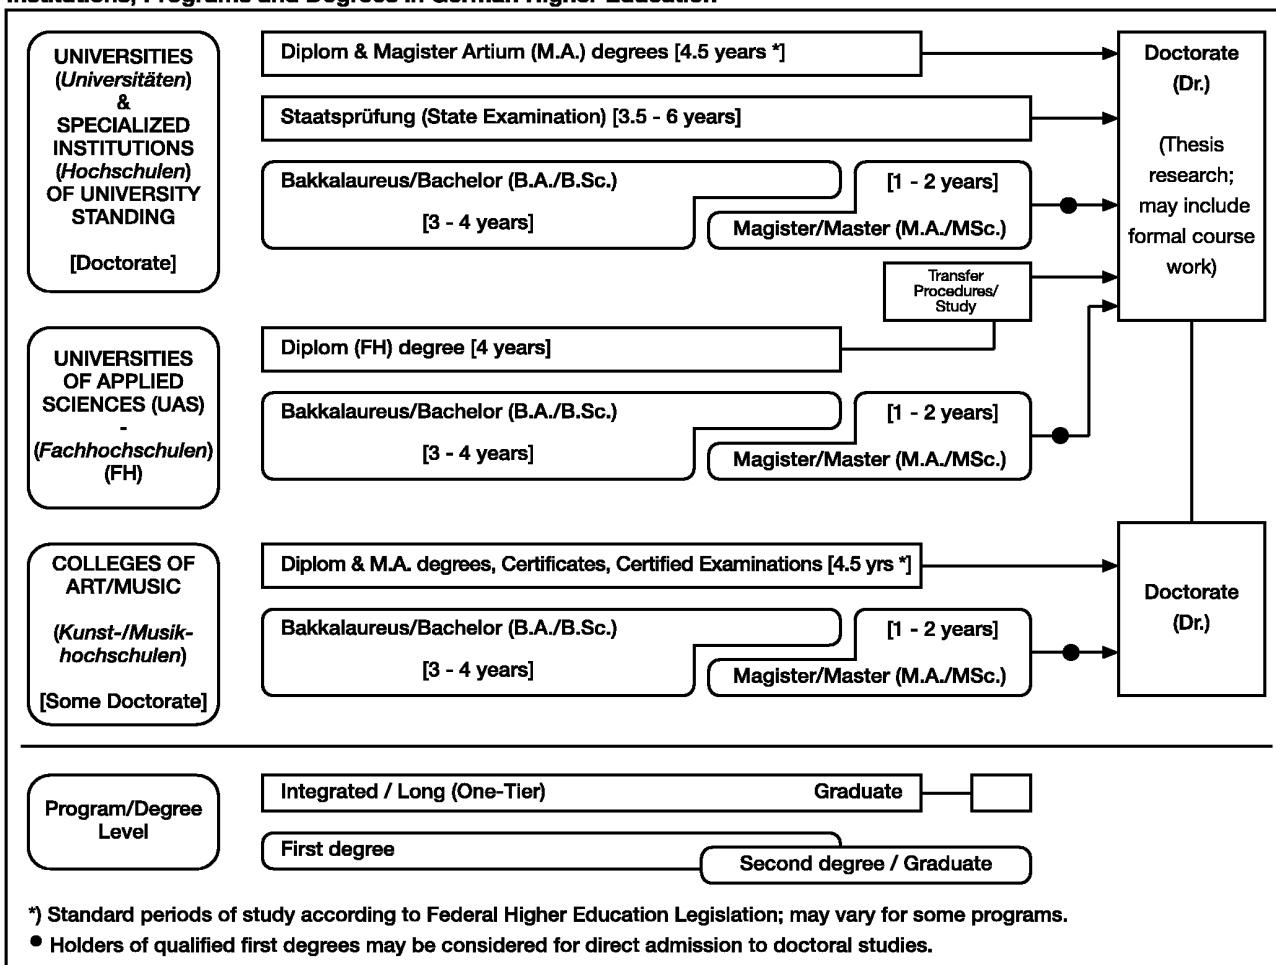 Institutions, Programs and Degrees in German Higher Education
UNIVERSITIES
(Universitäten)
&
SPECIALIZED
INSTITUTIONS
(Hochschulen)
OF UNIVERSITY
STANDING
[Doctorate]
Diplom & Magister Artium (M.A.) degrees [4.5 years *]
Staatsprüfung (State Examination) [3.5 - 6 years]
Bakkalaureus/Bachelor (B.A./B.Sc.)
[3 - 4 years]
[1 - 2 years]
Magister/Master (M.A./MSc.)
Transfer
Procedures/
Study
Doctorate
(Dr.)
(Thesis
research;
may include
formal course
work)
UNIVERSITIES
OF APPLIED
SCIENCES (UAS)
-
(Fachhochschulen)
(FH)
Diplom (FH) degree [4 years]
Bakkalaureus/Bachelor (B.A./B.Sc.)
[3 - 4 years]
[1 - 2 years]
Magister/Master (M.A./MSc.)
COLLEGES OF
ART/MUSIC
(Kunst-/Musik-
hochschulen)
[Some Doctorate]
Diplom & M.A. degrees, Certificates, Certified Examinations [4.5 yrs *]
Bakkalaureus/Bachelor (B.A./B.Sc.)
[3 - 4 years]
[1 - 2 years]
Magister/Master (M.A./MSc.)
Doctorate
(Dr.)
Program/Degree
Level
Integrated / Long (One-Tier) Graduate
First degree
Second degree / Graduate
*) Standard periods of study according to Federal Higher Education Legislation; may vary for some programs.
● Holders of qualified first degrees may be considered for direct admission to doctoral studies.